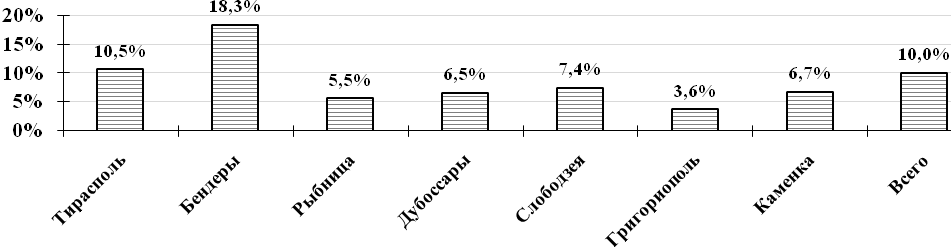 20%
15%
10%
5%
0%
10,5%
18,3%
5,5%
6,5%
7,4%
3,6%
6,7%
10,0%
Тирасполь
Бендеры
Рыбница
Дубоссары
Слободзея
Григориополь
Каменка
Всего